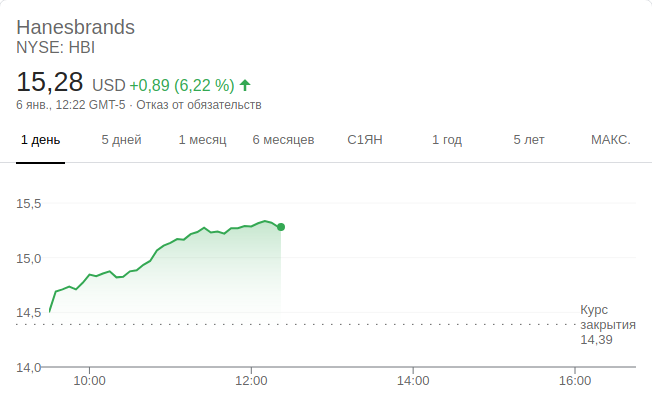 Hanesbrands
NYSE: HBI
15,28 USD +0,89 (6,22 %)
6 янв., 12:22 GMT-5 · Отказ от обязательств
1 день 5 дней 1 месяц 6 месяцев С1ЯН 1 год 5 лет МАКС.
15,5
15,0
14,5
Курс
закрытия
14,39
14,0
10:00 12:00 14:00 16:00